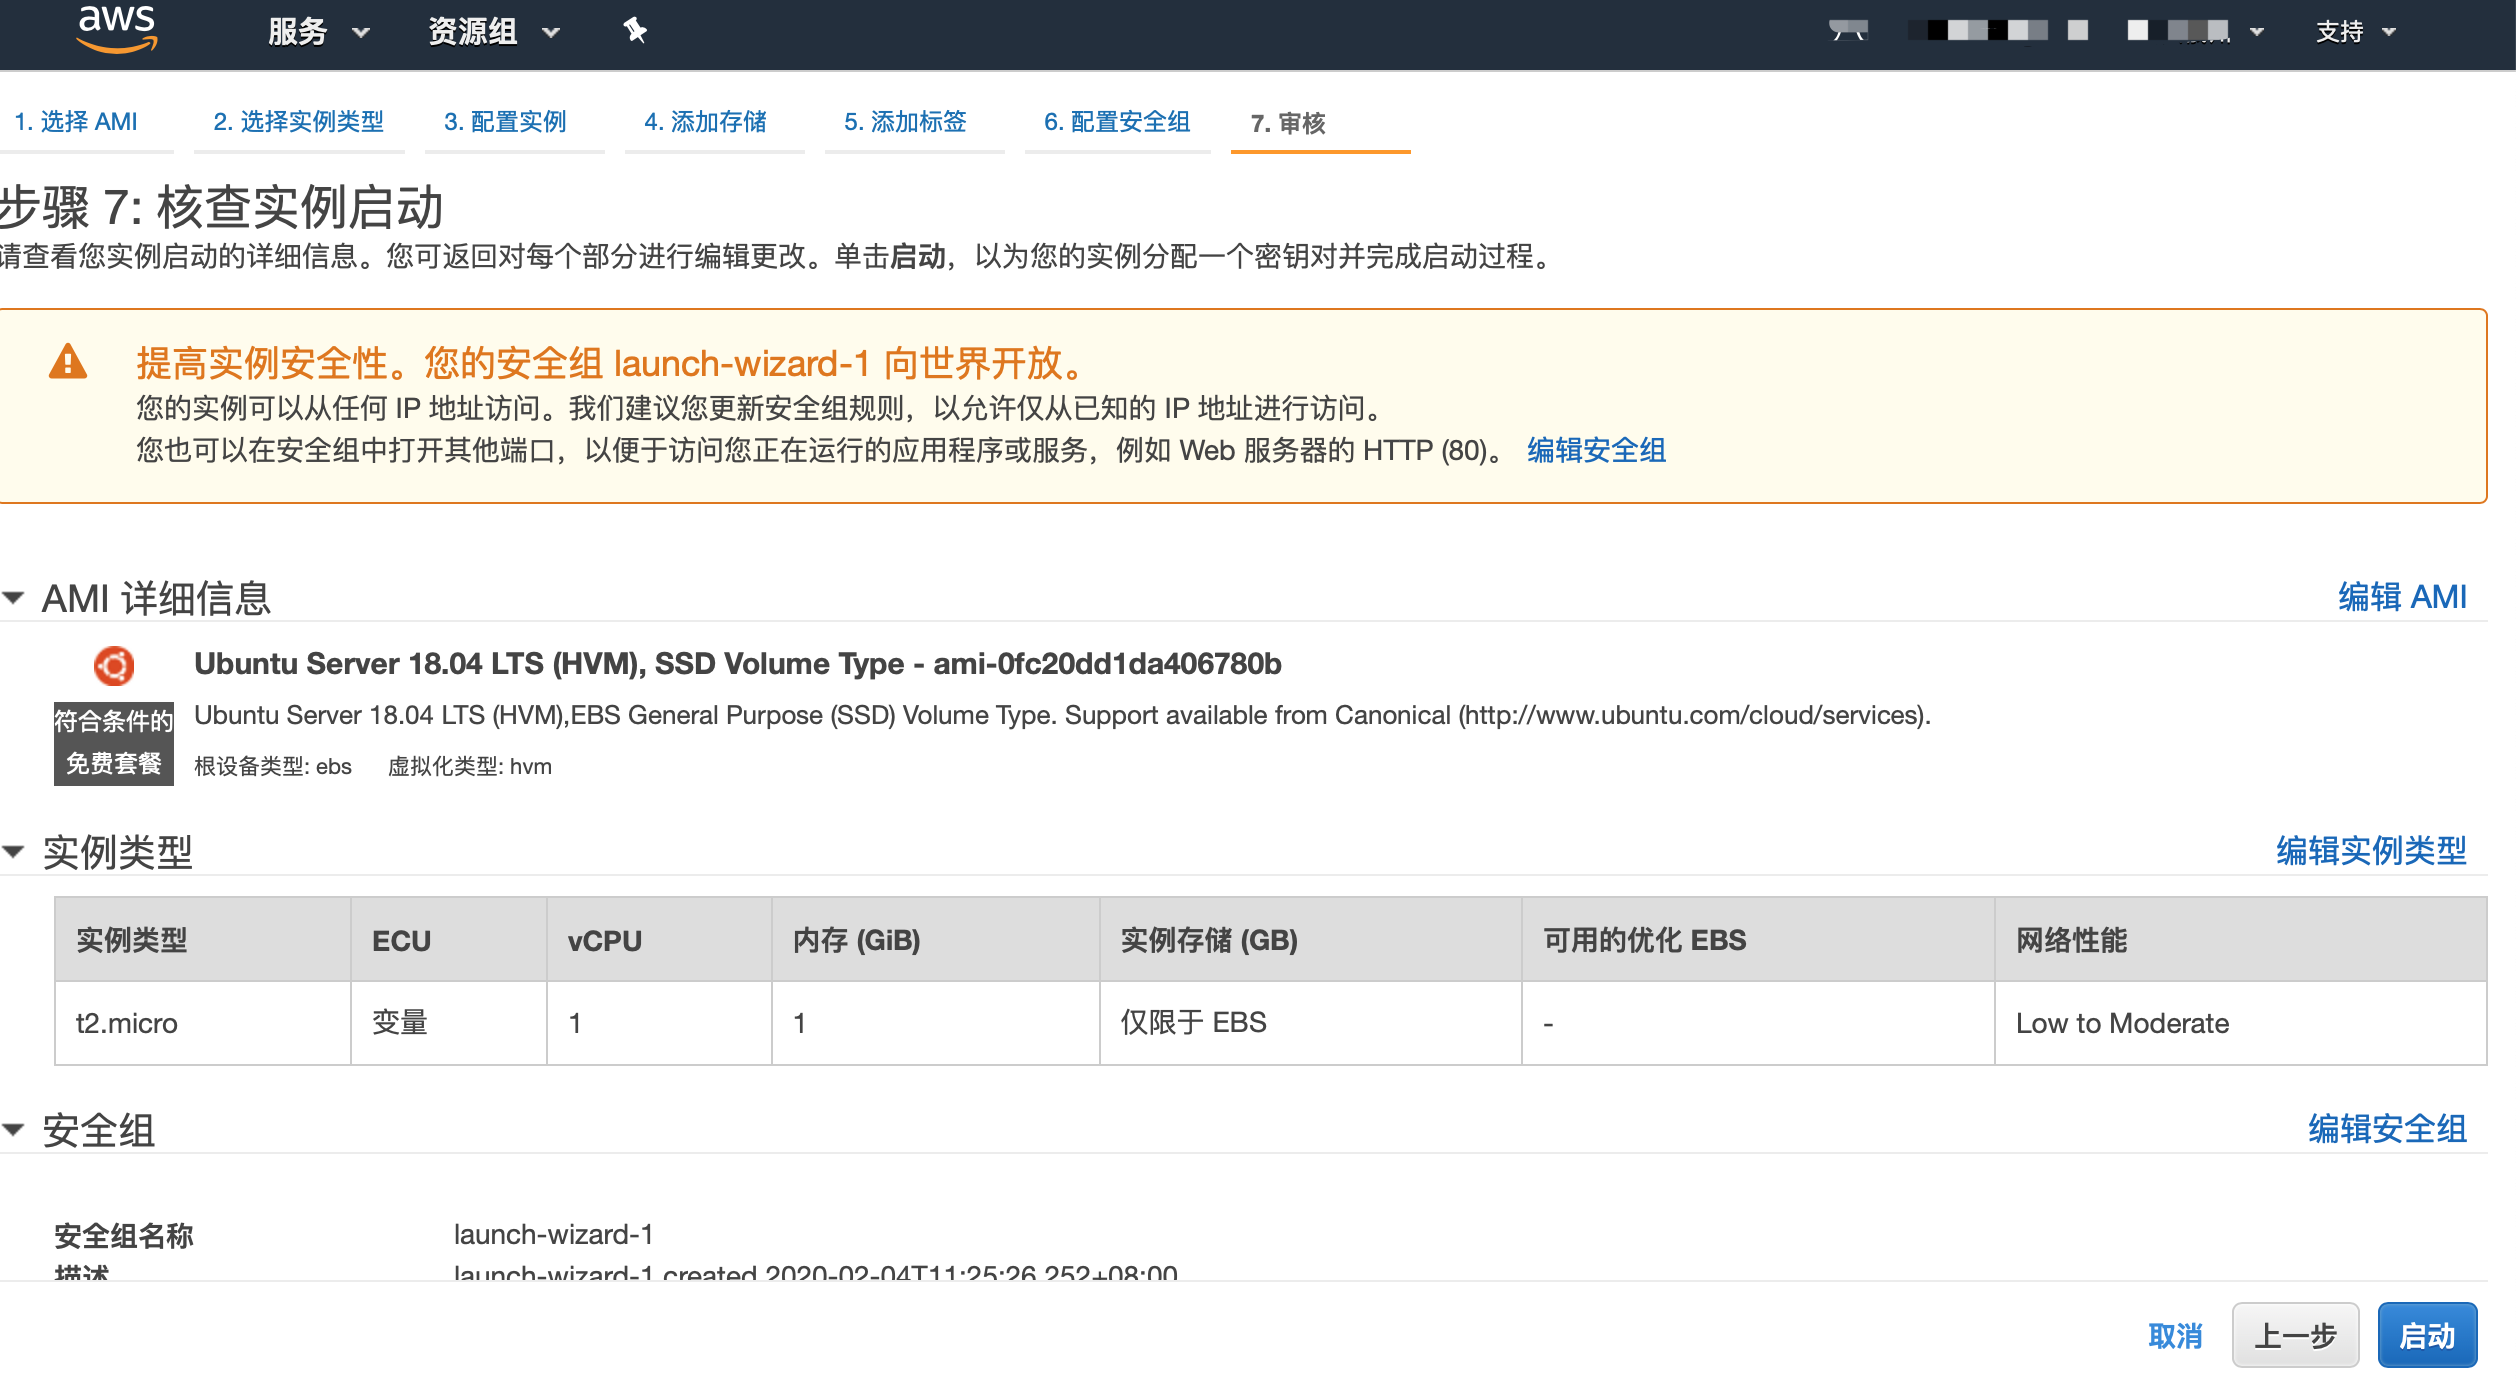 aws 服务 资源组 支持
1. 选择 AMI 2. 选择实例类型 3. 配置实例 4. 添加存储 5. 添加标签 6. 配置安全组 7. 审核
步骤 7: 核查实例启动
请查看您实例启动的详细信息。您可返回对每个部分进行编辑更改。单击启动，以为您的实例分配一个密钥对并完成启动过程。
提高实例安全性。您的安全组 launch-wizard-1 向世界开放。
您的实例可以从任何 IP 地址访问。我们建议您更新安全组规则，以允许仅从已知的 IP 地址进行访问。
您也可以在安全组中打开其他端口，以便于访问您正在运行的应用程序或服务，例如 Web 服务器的 HTTP (80)。 编辑安全组
AMI 详细信息 编辑 AMI
Ubuntu Server 18.04 LTS (HVM), SSD Volume Type - ami-0fc20dd1da406780b
符合条件的
免费套餐
Ubuntu Server 18.04 LTS (HVM),EBS General Purpose (SSD) Volume Type. Support available from Canonical (http://www.ubuntu.com/cloud/services).
根设备类型: ebs 虚拟化类型: hvm
实例类型 编辑实例类型
实例类型 ECU vCPU 内存 (GiB) 实例存储 (GB) 可用的优化 EBS 网络性能
t2.micro 变量 1 1 仅限于 EBS - Low to Moderate
安全组 编辑安全组
安全组名称 launch-wizard-1
描述 launch-wizard-1 created 2020-02-04T11:25:26.252+08:00
取消 上一步 启动